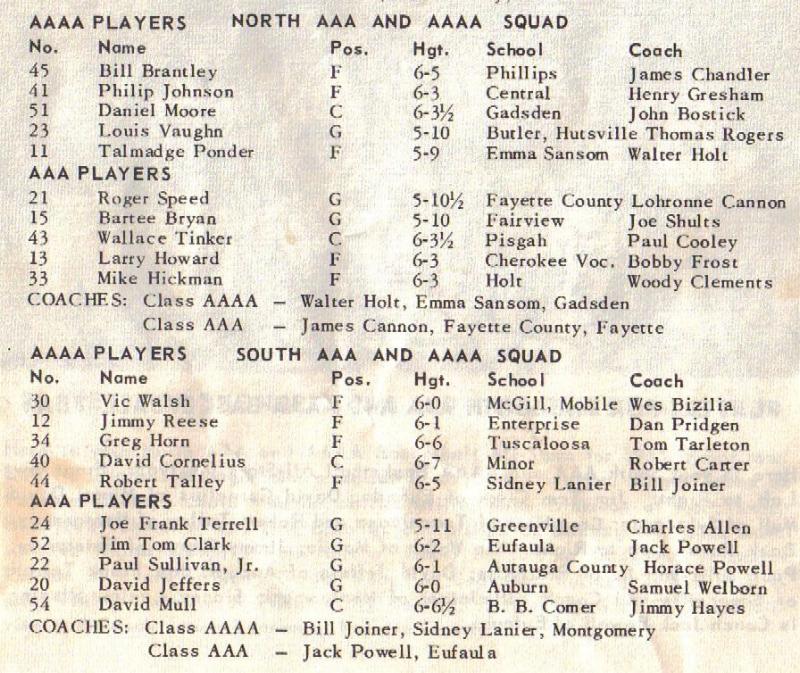 AAAA PLAYERS NORTH AAA AND AAAA SQUAD
No. Name Pos. Hgt. School Coach
45 Bill Brantley F 6-5 Phillips James Chandler
41 Philip Johnson F 6-3 Central Henry Gresham
51 Daniel Moore C 6-3½ Gadsden John Bostick
23 Louis Vaughn G 5-10 Butler, Hutsville Thomas Rogers
11 Talmadge Ponder F 5-9 Emma Sansom Walter Holt
AAA PLAYERS
21 Roger Speed G 5-10½ Fayette County Lohronne Cannon
15 Bartee Bryan G 5-10 Fairview Joe Shults
43 Wallace Tinker C 6-3½ Pisgah Paul Cooley
13 Larry Howard F 6-3 Cherokee Voc. Bobby Frost
33 Mike Hickman F 6-3 Holt Woody Clements
COACHES: Class AAAA – Walter Holt, Emma Sansom, Gadsden
Class AAA – James Cannon, Fayette County, Fayette
AAAA PLAYERS SOUTH AAA AND AAAA SQUAD
No. Name Pos. Hgt. School Coach
30 Vic Walsh F 6-0 McGill, Mobile Wes Bizilia
12 Jimmy Reese F 6-1 Enterprise Dan Pridgen
34 Greg Horn F 6-6 Tuscaloosa Tom Tarleton
40 David Cornelius C 6-7 Minor Robert Carter
44 Robert Talley F 6-5 Sidney Lanier Bill Joiner
AAA PLAYERS
24 Joe Frank Terrell G 5-11 Greenville Charles Allen
52 Jim Tom Clark G 6-2 Eufaula Jack Powell
22 Paul Sullivan, Jr. G 6-1 Autauga County Horace Powell
20 David Jeffers G 6-0 Auburn Samuel Welborn
54 David Mull C 6-6½ B. B. Comer Jimmy Hayes
COACHES: Class AAAA – Bill Joiner, Sidney Lanier, Montgomery
Class AAA – Jack Powell, Eufaula